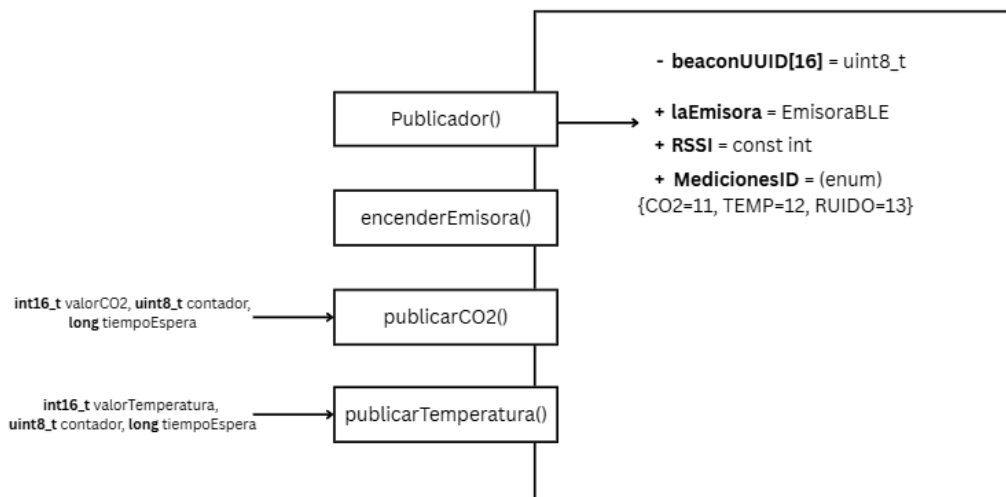 - beaconUUID[16] = uint8_t
Publicador()
+ laEmisora = EmisoraBLE
+ RSSI = const int
+ MedicionesID = (enum)
{CO2=11, TEMP=12, RUIDO=13}
encenderEmisora()
int16_t valorCO2, uint8_t contador,
long tiempoEspera
publicarCO2()
int16_t valorTemperatura,
uint8_t contador, long tiempoEspera
publicarTemperatura()